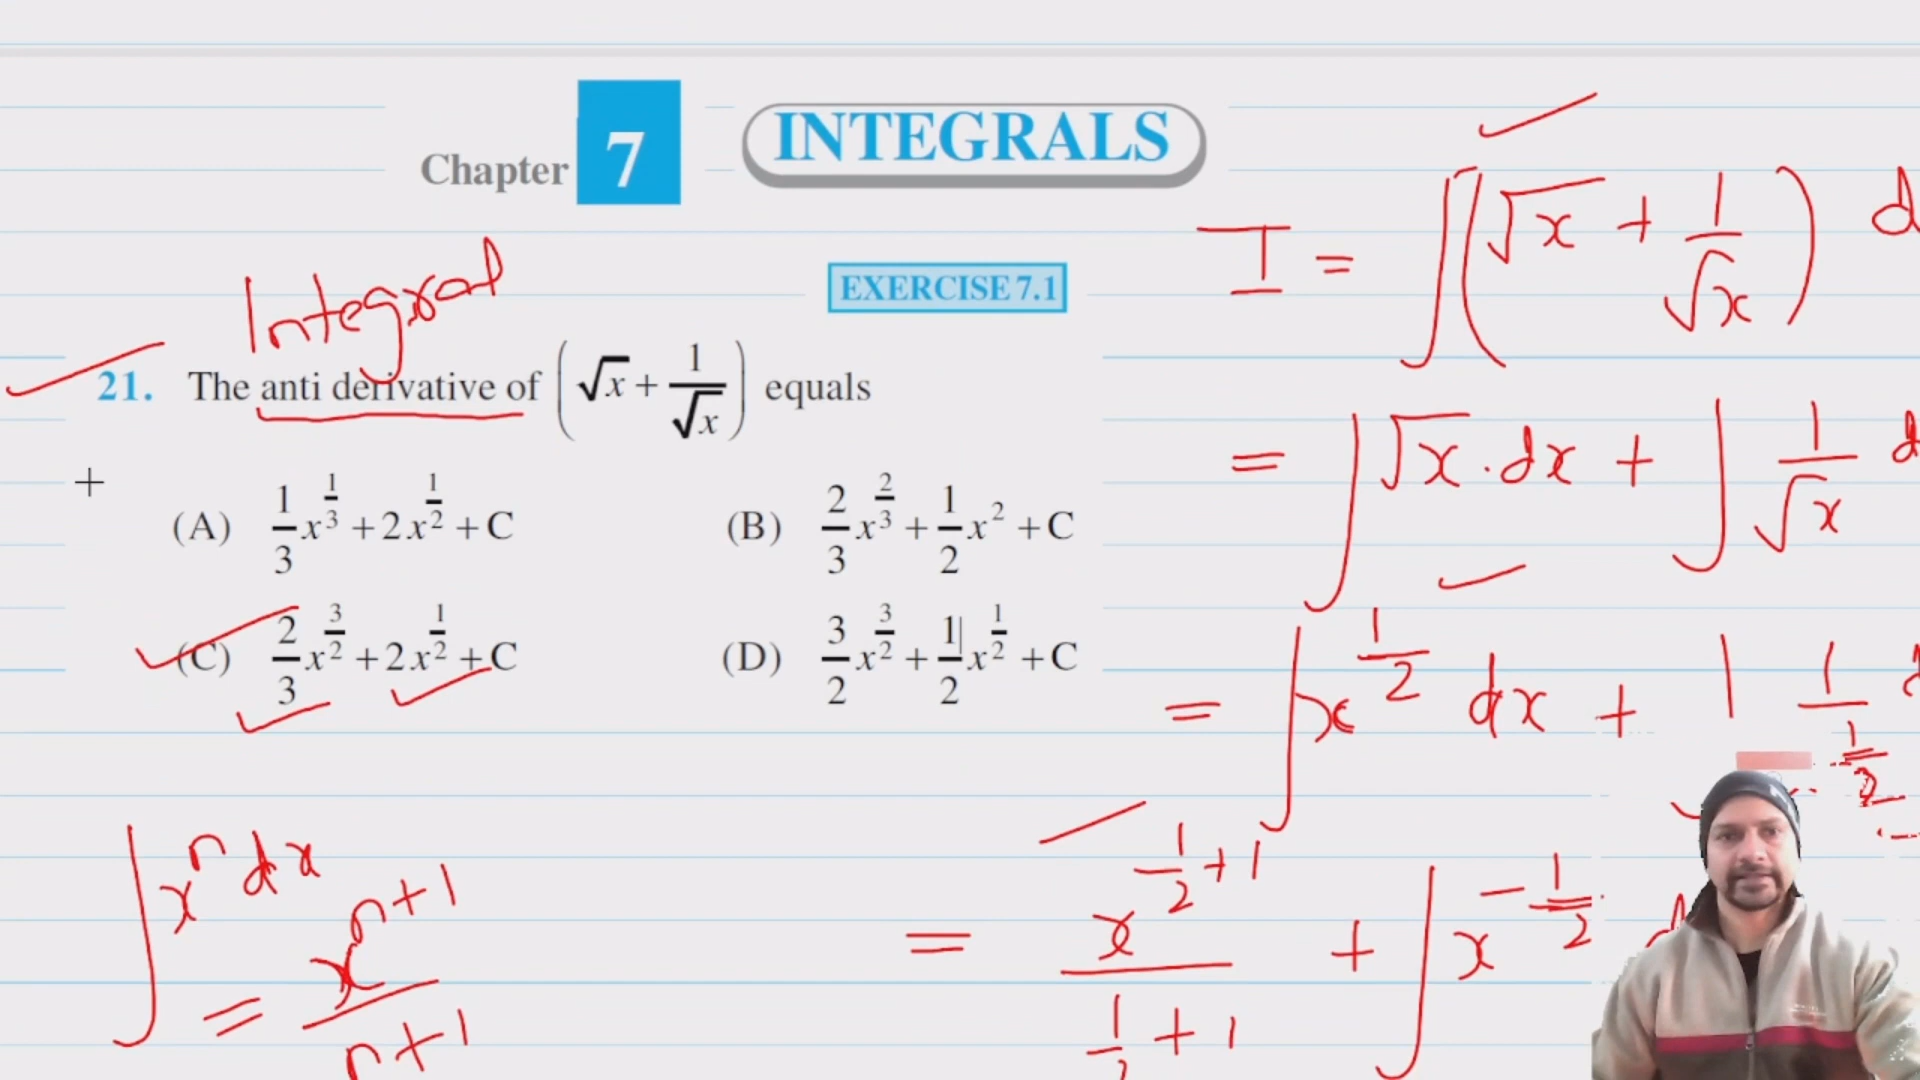 Chapter 7 INTEGRALS
EXERCISE 7.1
Integral
21. The anti derivative of (√x + 1/√x) equals
(A) 1/3 x^(1/3) + 2x^(1/2) + C
(B) 2/3 x^(2/3) + 1/2 x^2 + C
(C) 2/3 x^(3/2) + 2x^(1/2) + C
(D) 3/2 x^(3/2) + 1/2 x^(1/2) + C
∫x^n dx
= x^(n+1)/(n+1)
I = ∫(√x + 1/√x) d
= ∫√x . dx + ∫ 1/√x d
= ∫x^(1/2) dx + ∫ 1
= x^(1/2 + 1)/(1/2 + 1) + ∫x^(-1/2) d